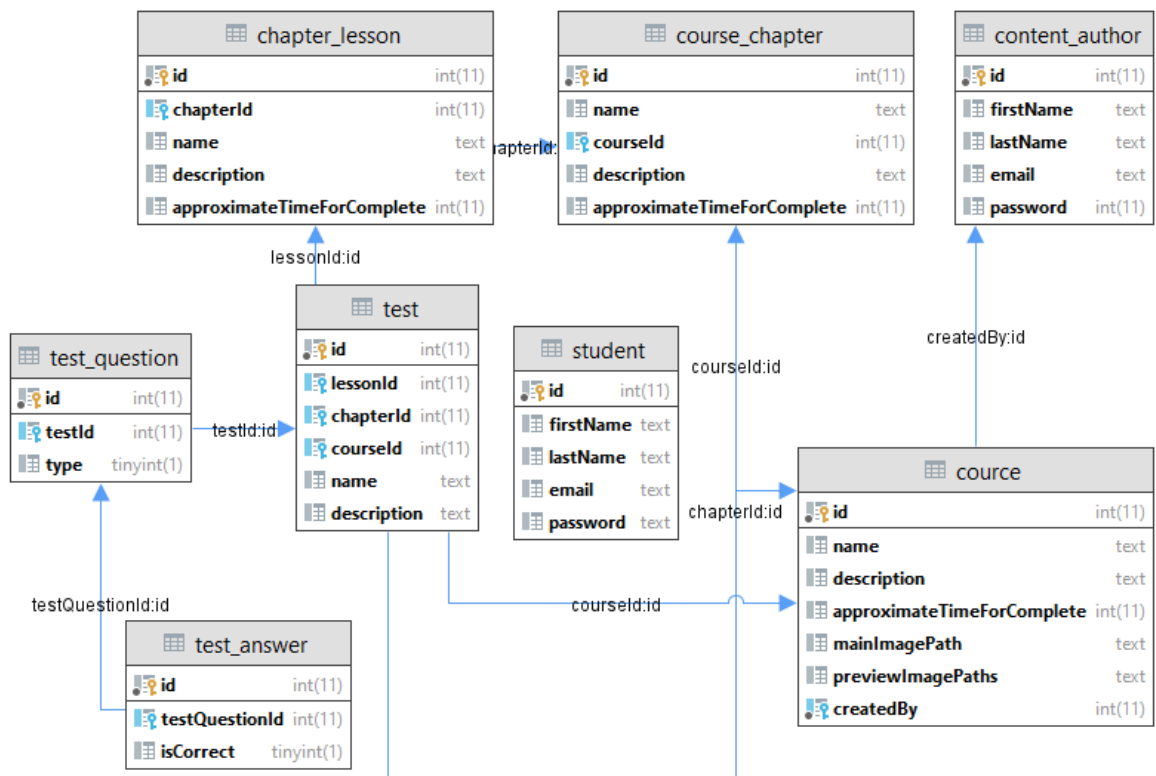 chapter_lesson
id int(11)
chapterId int(11)
name text
description text
approximateTimeForComplete int(11)
hapterId:
course_chapter
id int(11)
name text
courseId int(11)
description text
approximateTimeForComplete int(11)
content_author
id int(11)
firstName text
lastName text
email text
password int(11)
lessonId:id
createdBy:id
courseId:id
test
id int(11)
lessonId int(11)
chapterId int(11)
courseId int(11)
name text
description text
test_question
id int(11)
testId int(11)
type tinyint(1)
testId:id
student
id int(11)
firstName text
lastName text
email text
password text
chapterId:id
cource
id int(11)
name text
description text
approximateTimeForComplete int(11)
mainImagePath text
previewImagePaths text
createdBy int(11)
testQuestionId:id
courseId:id
test_answer
id int(11)
testQuestionId int(11)
isCorrect tinyint(1)